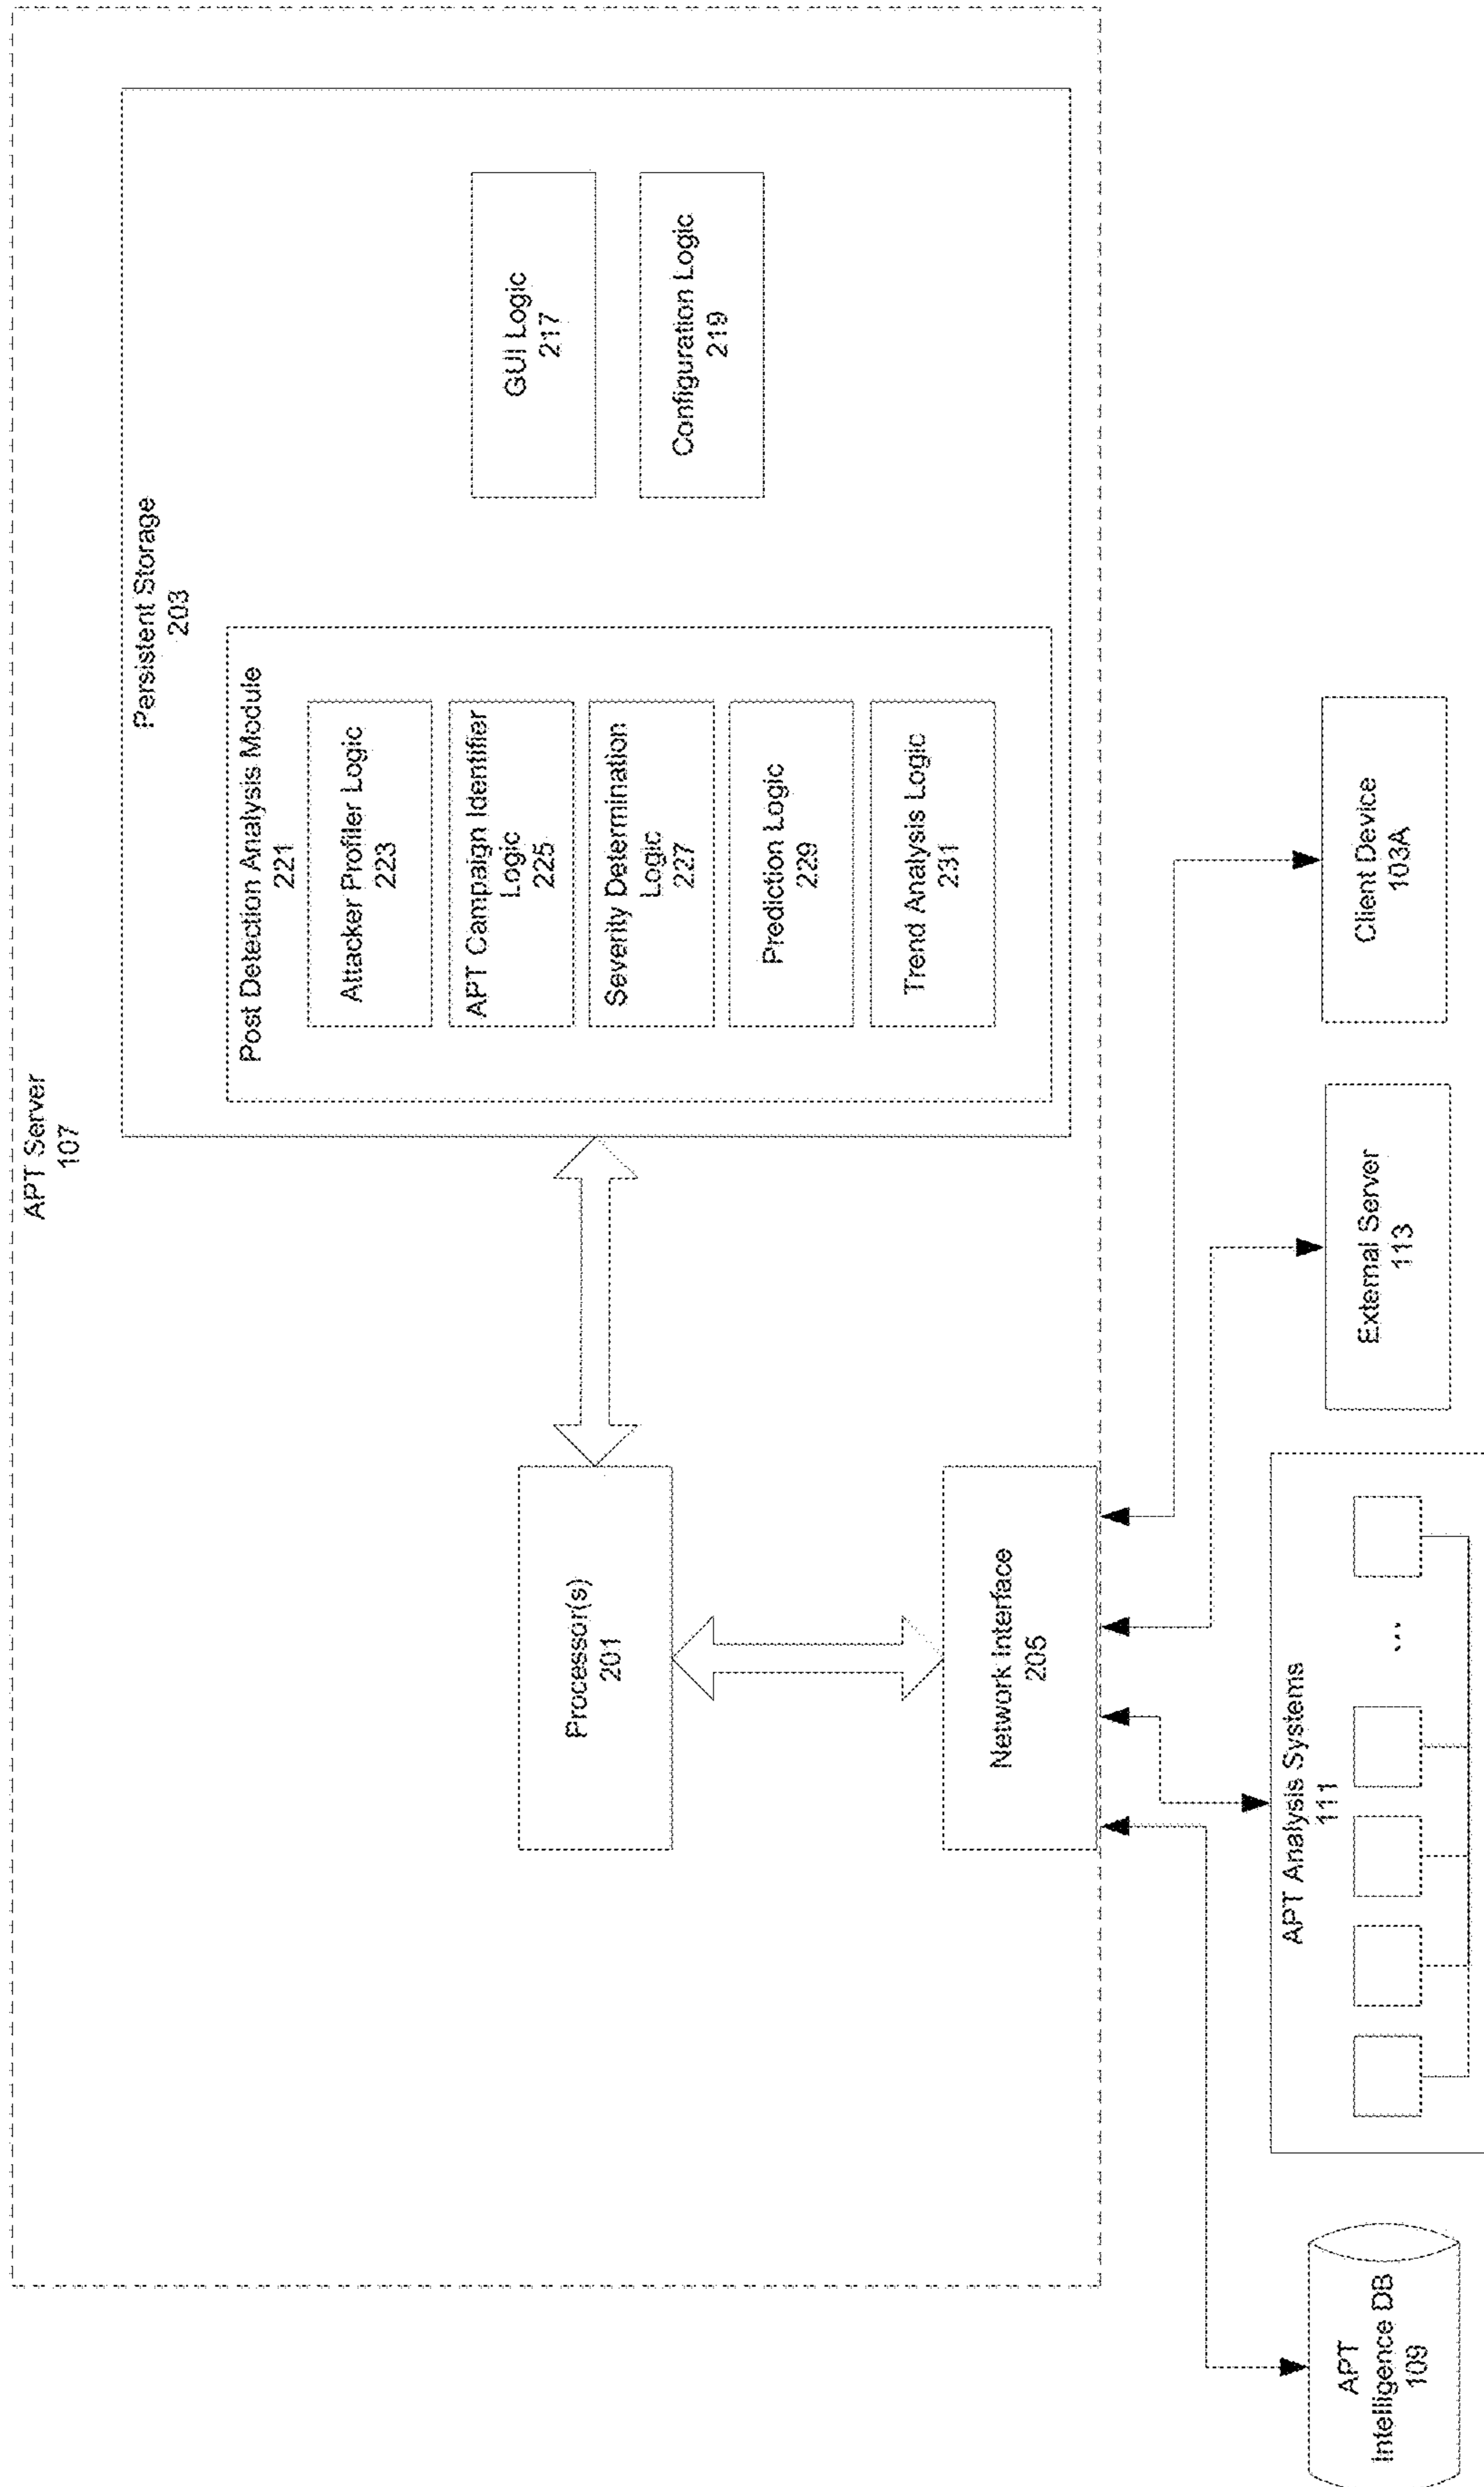 APT Server
107
Persistent Storage
203
Post Detection Analysis Module
221
Attacker Profiler Logic
223
APT Campaign Identifier
Logic
225
Severity Determination
Logic
227
Prediction Logic
229
Trend Analysis Logic
231
GUI Logic
217
Configuration Logic
219
Processor(s)
201
Network Interface
205
APT
Intelligence DB
109
APT Analysis Systems
111
...
External Server
113
Client Device
103A